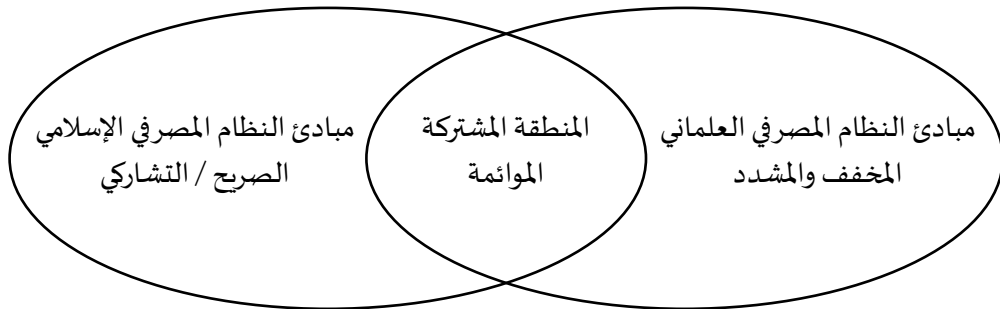 مبادئ النظام المصرفي العلماني
المخفف والمشدد
المنطقة المشتركة
الموائمة
مبادئ النظام المصرفي الإسلامي
الصريح / التشاركي